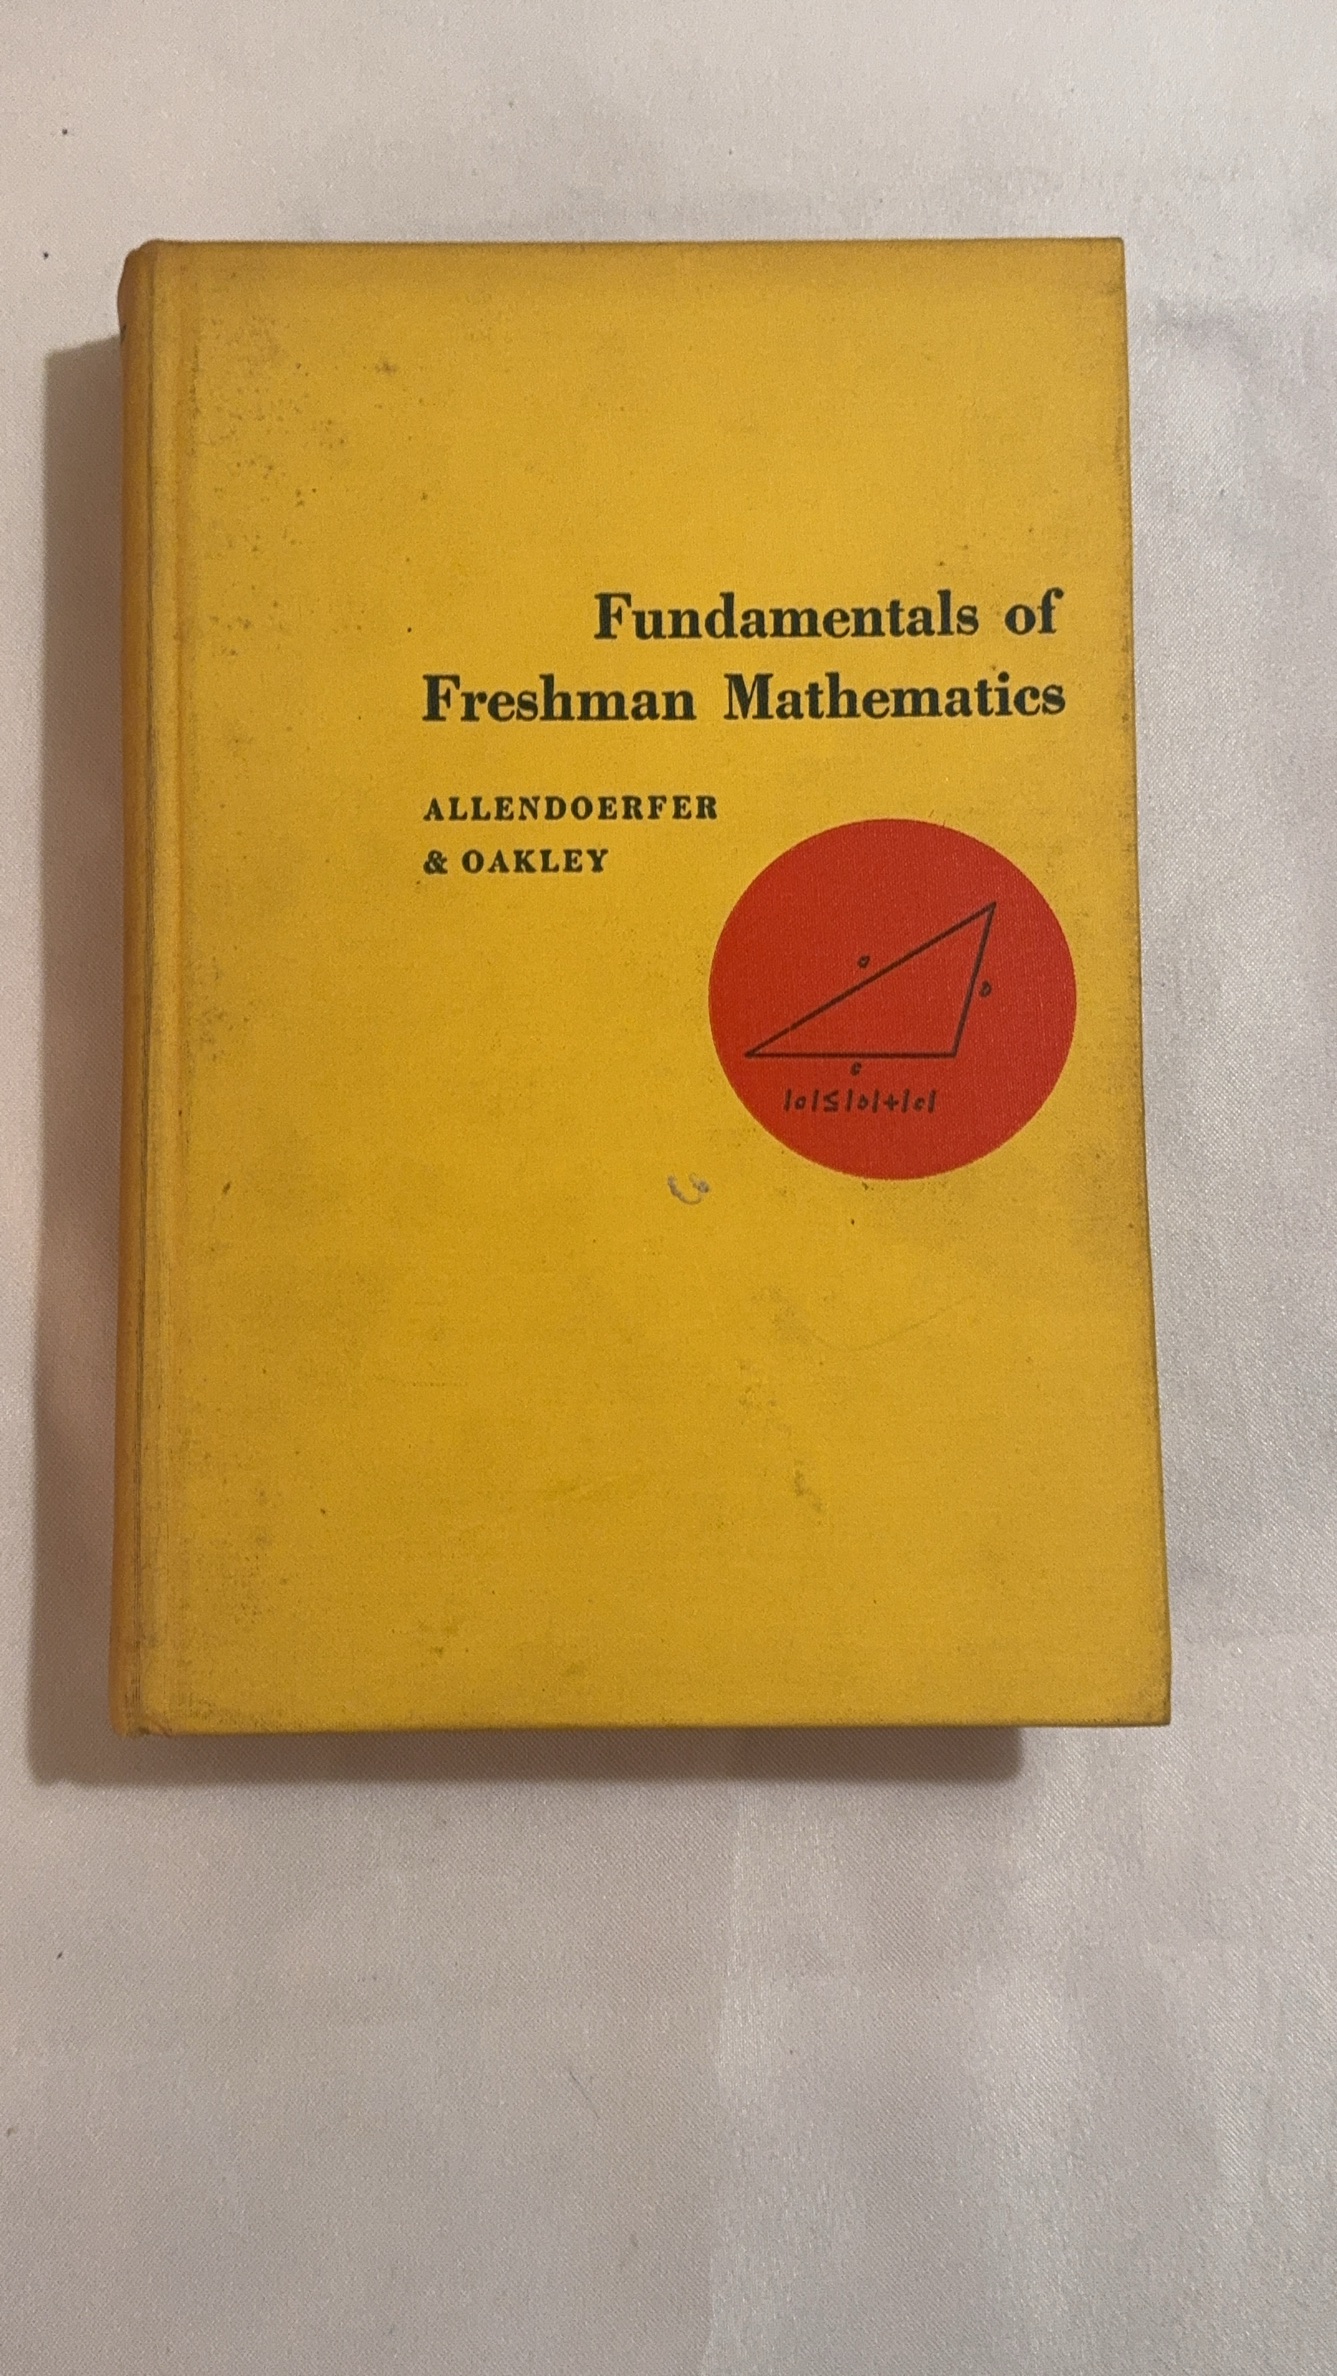 Fundamentals of
Freshman Mathematics
ALLENDOERFER
& OAKLEY
a
b
c
|a|≤|b|+|c|